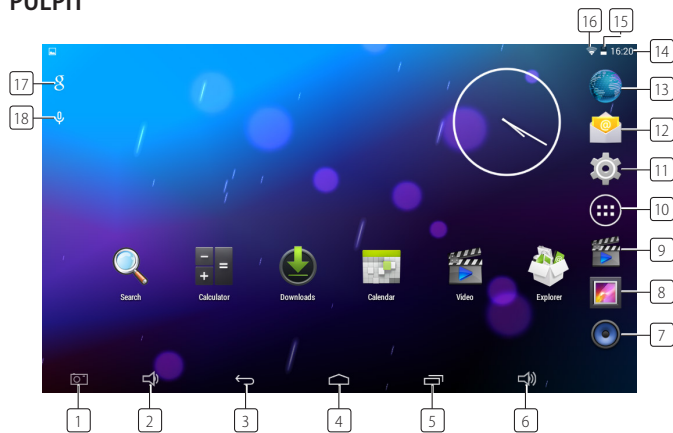 PULPIT
16 15
16:20 14
17 g
13
18
12
11
10
9
Search Calculator Downloads Calendar Video Explorer
8
7
1 2 3 4 5 6